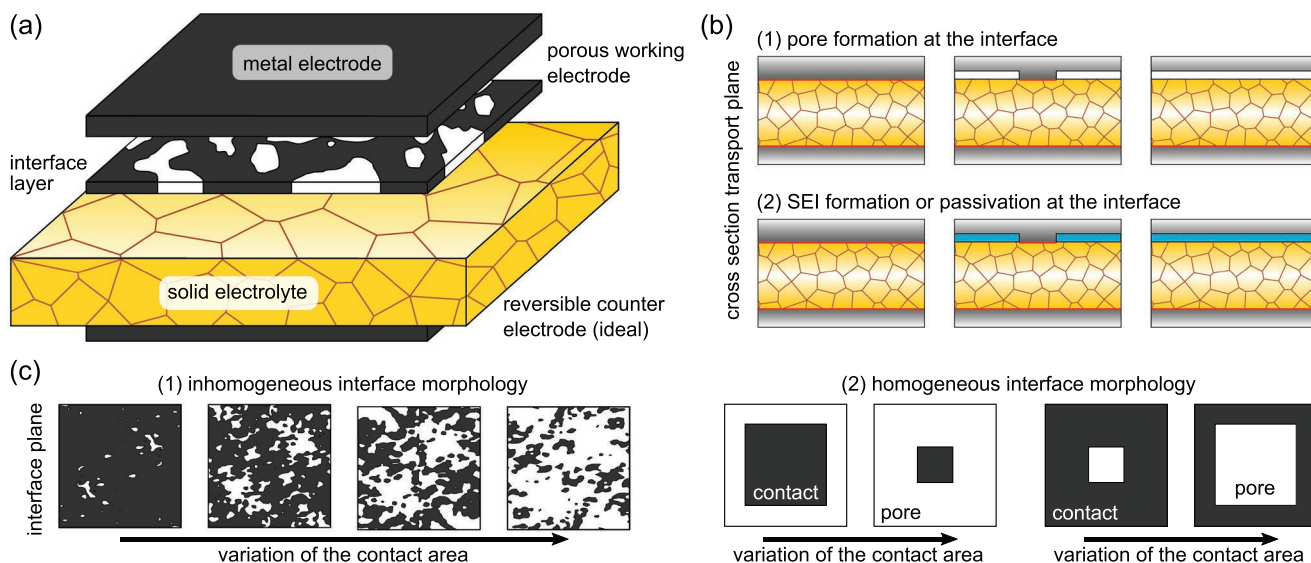 (a)
metal electrode
porous working
electrode
interface
layer
solid electrolyte
reversible counter
electrode (ideal)
(b)
cross section transport plane
(1) pore formation at the interface
(2) SEI formation or passivation at the interface
(c)
interface plane
(1) inhomogeneous interface morphology
variation of the contact area
(2) homogeneous interface morphology
contact
pore
contact
pore
variation of the contact area
variation of the contact area